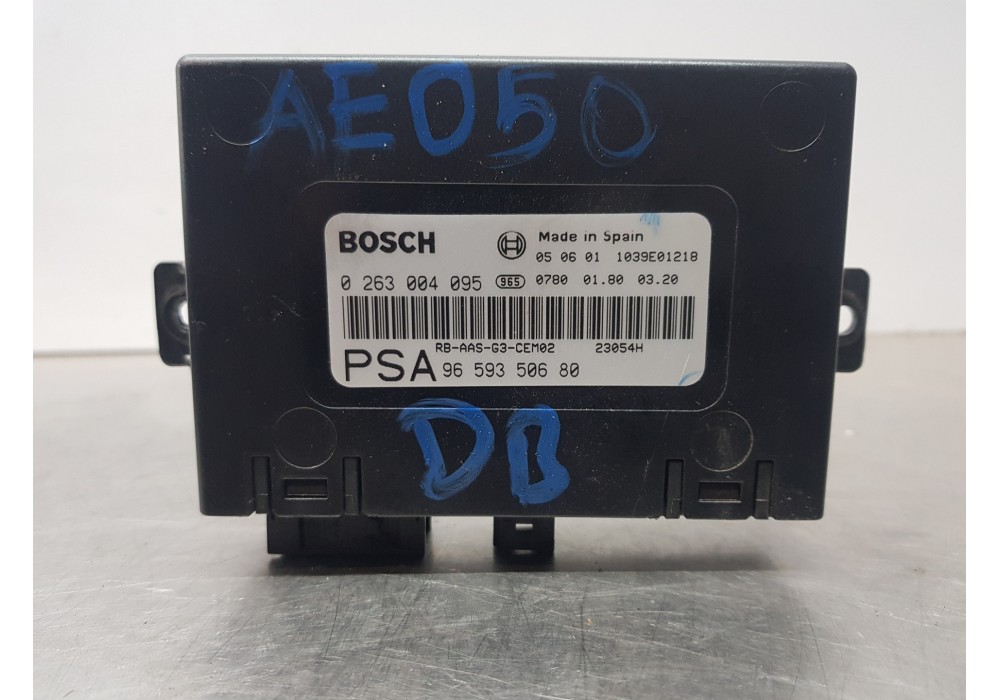 AE050
BOSCH Made in Spain
05 06 01 1039E01218
0 263 004 095 965 0780 01.80 03.20
RB-AAS-G3-CEM02 23054H
PSA 96 593 506 80
DB